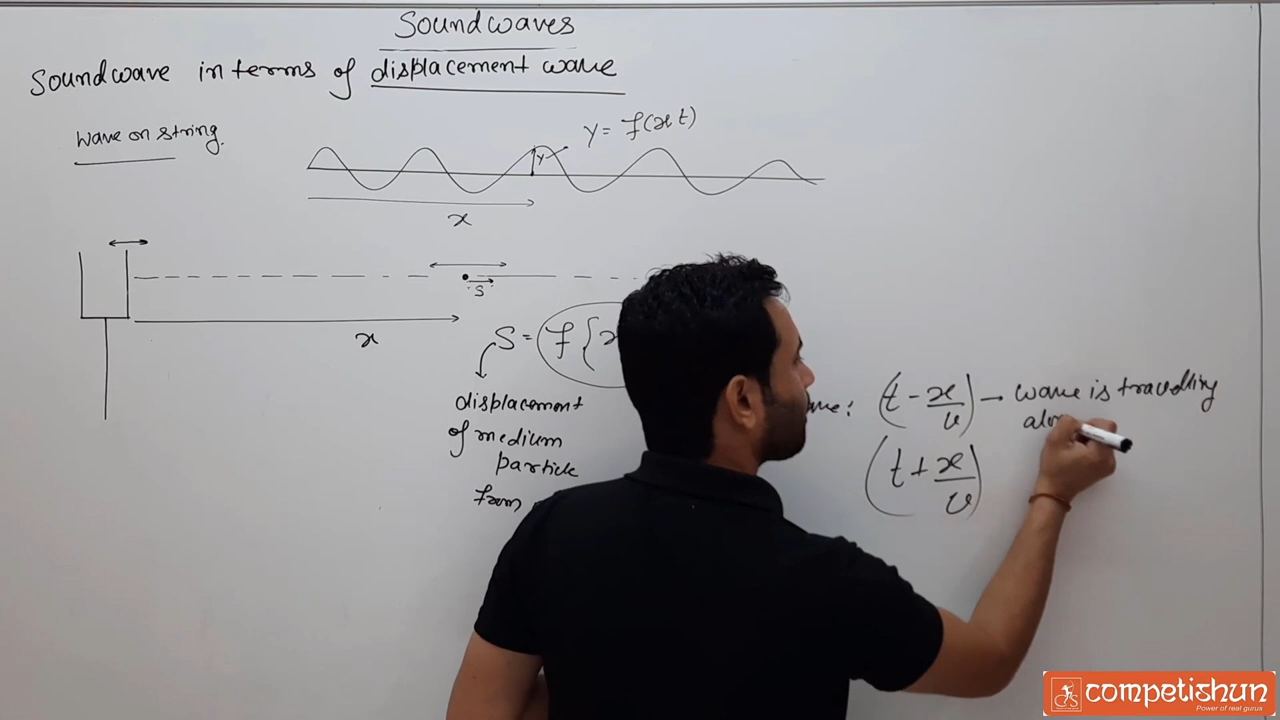 Soundwaves
Soundwave in terms of displacement wave
Wave on string.
y = f(x t)
y
x
s
x
S = f { x
displacement
of medium
particle
from
(t - x/v) → wave is travelling
alon
(t + x/v)
competishun
Power of real gurus